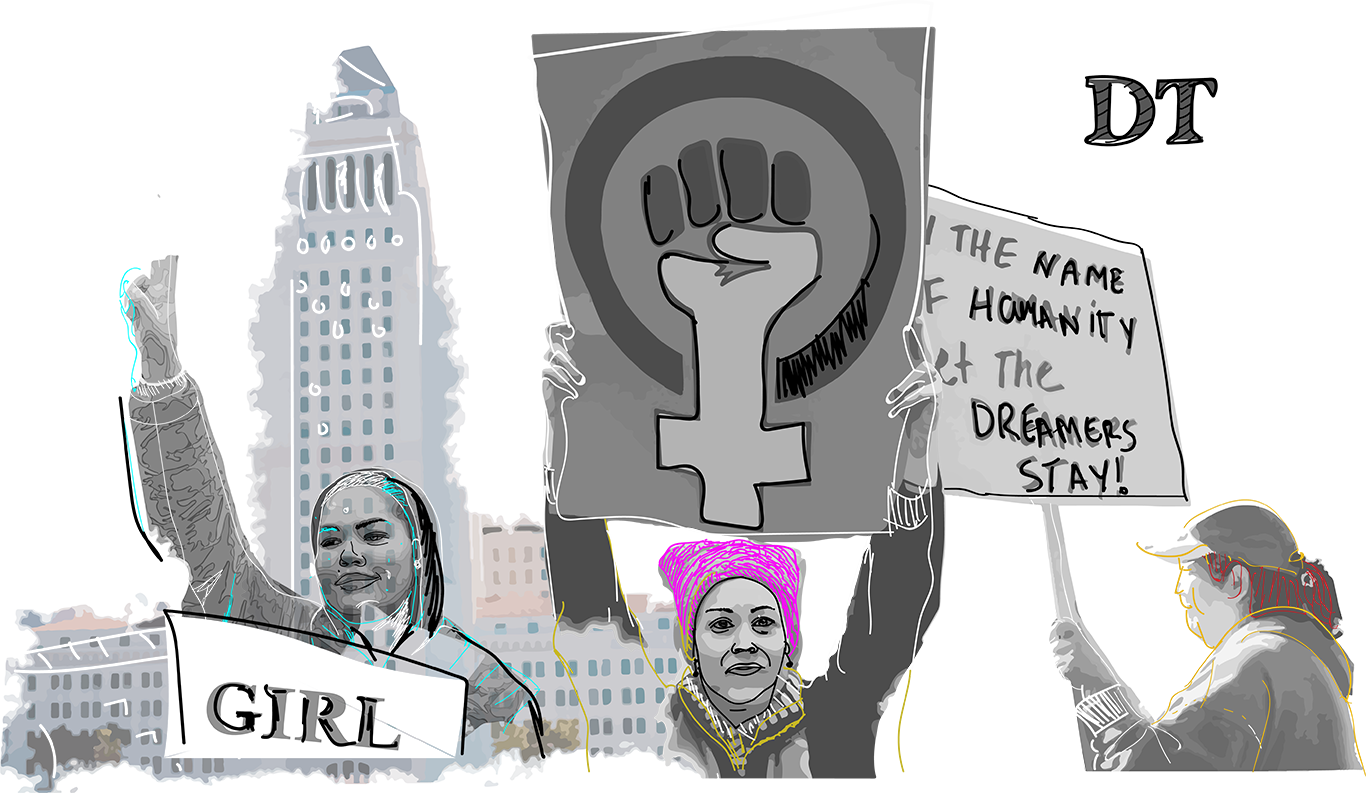 DT
THE NAME
F HUMANITY
et The
DREAMERS
STAY!
GIRL